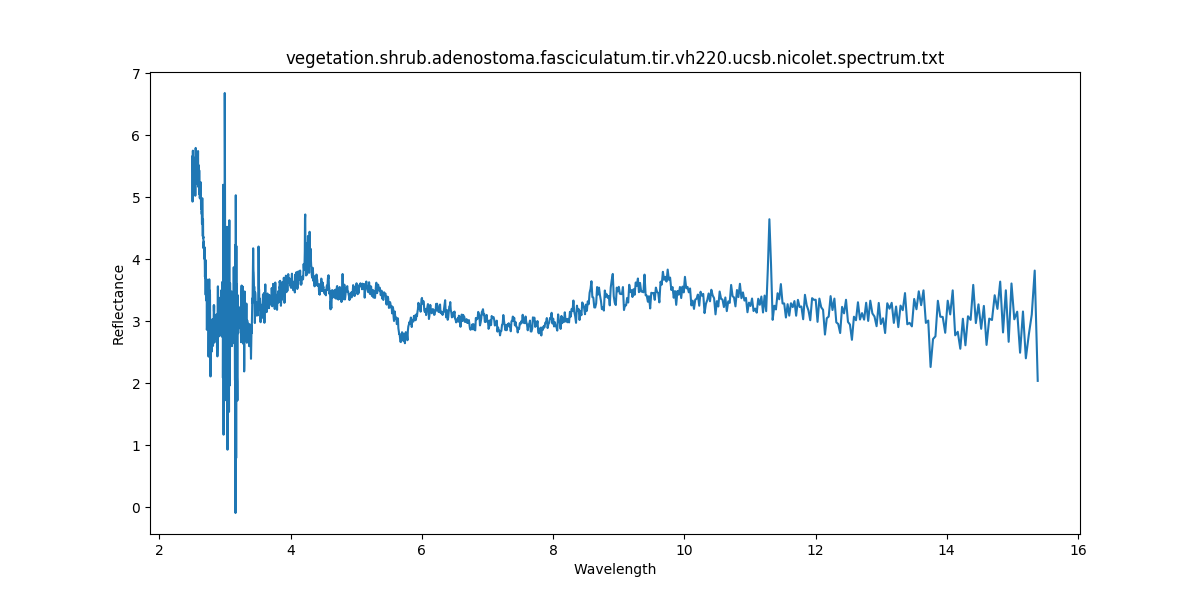 vegetation.shrub.adenostoma.fasciculatum.tir.vh220.ucsb.nicolet.spectrum.txt
7
6
5
4
3
2
1
0
Reflectance
2 4 6 8 10 12 14 16
Wavelength